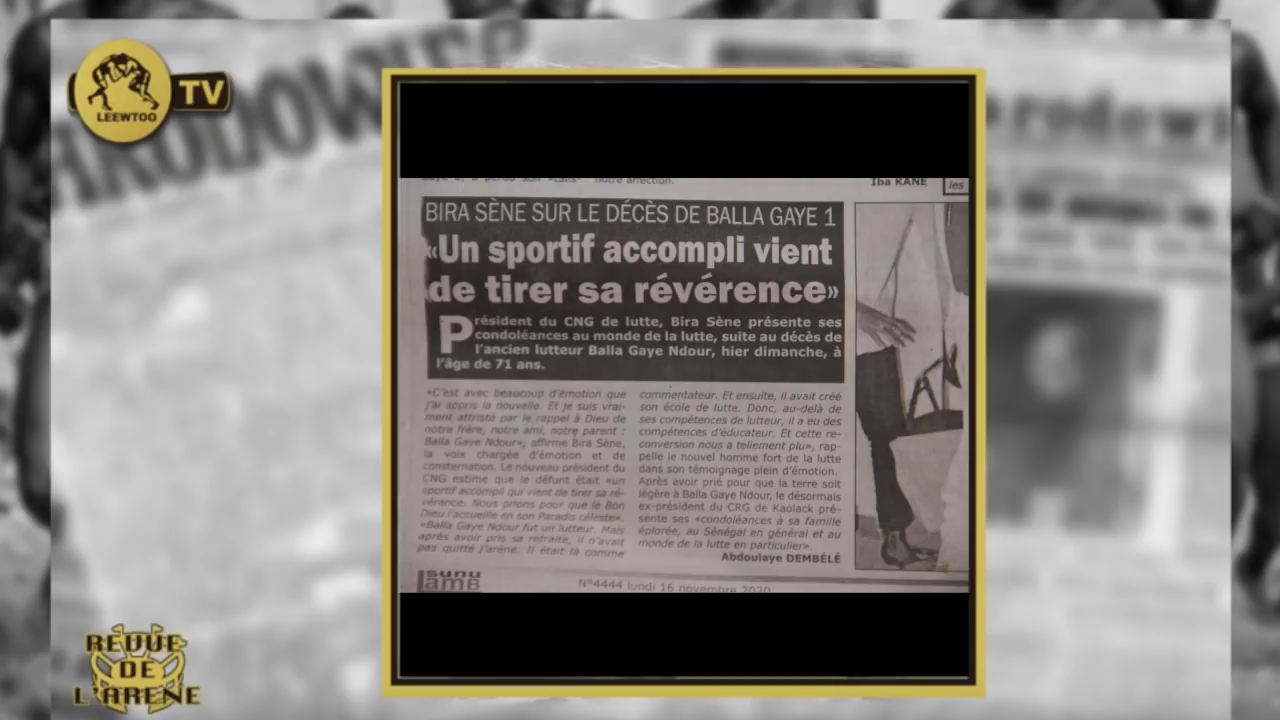 LEEWTOO
TV
notre affection.
Iba KANE
les
BIRA SÈNE SUR LE DÉCÈS DE BALLA GAYE 1
«Un sportif accompli vient
de tirer sa révérence»
Président du CNG de lutte, Bira Sène présente ses
condoléances au monde de la lutte, suite au décès de
l'ancien lutteur Balla Gaye Ndour, hier dimanche, à
l'âge de 71 ans.
«C'est avec beaucoup d'émotion que
j'ai appris la nouvelle. Et je suis vrai-
ment attristé par le rappel à Dieu de
notre frère, notre ami, notre parent :
Balla Gaye Ndour», affirme Bira Sène,
la voix chargée d'émotion et de
consternation. Le nouveau président du
CNG estime que le défunt était «un
sportif accompli qui vient de tirer sa ré-
vérence. Nous prions pour que le Bon
Dieu l'accueille en son Paradis céleste».
«Balla Gaye Ndour fut un lutteur. Mais
après avoir pris sa retraite, il n'avait
pas quitté l'arène. Il était là comme
commentateur. Et ensuite, il avait créé
son école de lutte. Donc, au-delà de
ses compétences de lutteur, il a eu des
compétences d'éducateur. Et cette re-
conversion nous a tellement plu», rap-
pelle le nouvel homme fort de la lutte
dans son témoignage plein d'émotion.
Après avoir prié pour que la terre soit
légère à Balla Gaye Ndour, le désormais
ex-président du CRG de Kaolack pré-
sente ses «condoléances à sa famille
éplorée, au Sénégal en général et au
monde de la lutte en particulier».
Abdoulaye DEMBÉLÉ
sunu
lamb
N°4444 lundi 16 novembre 2020
REVUE
DE
L'ARENE